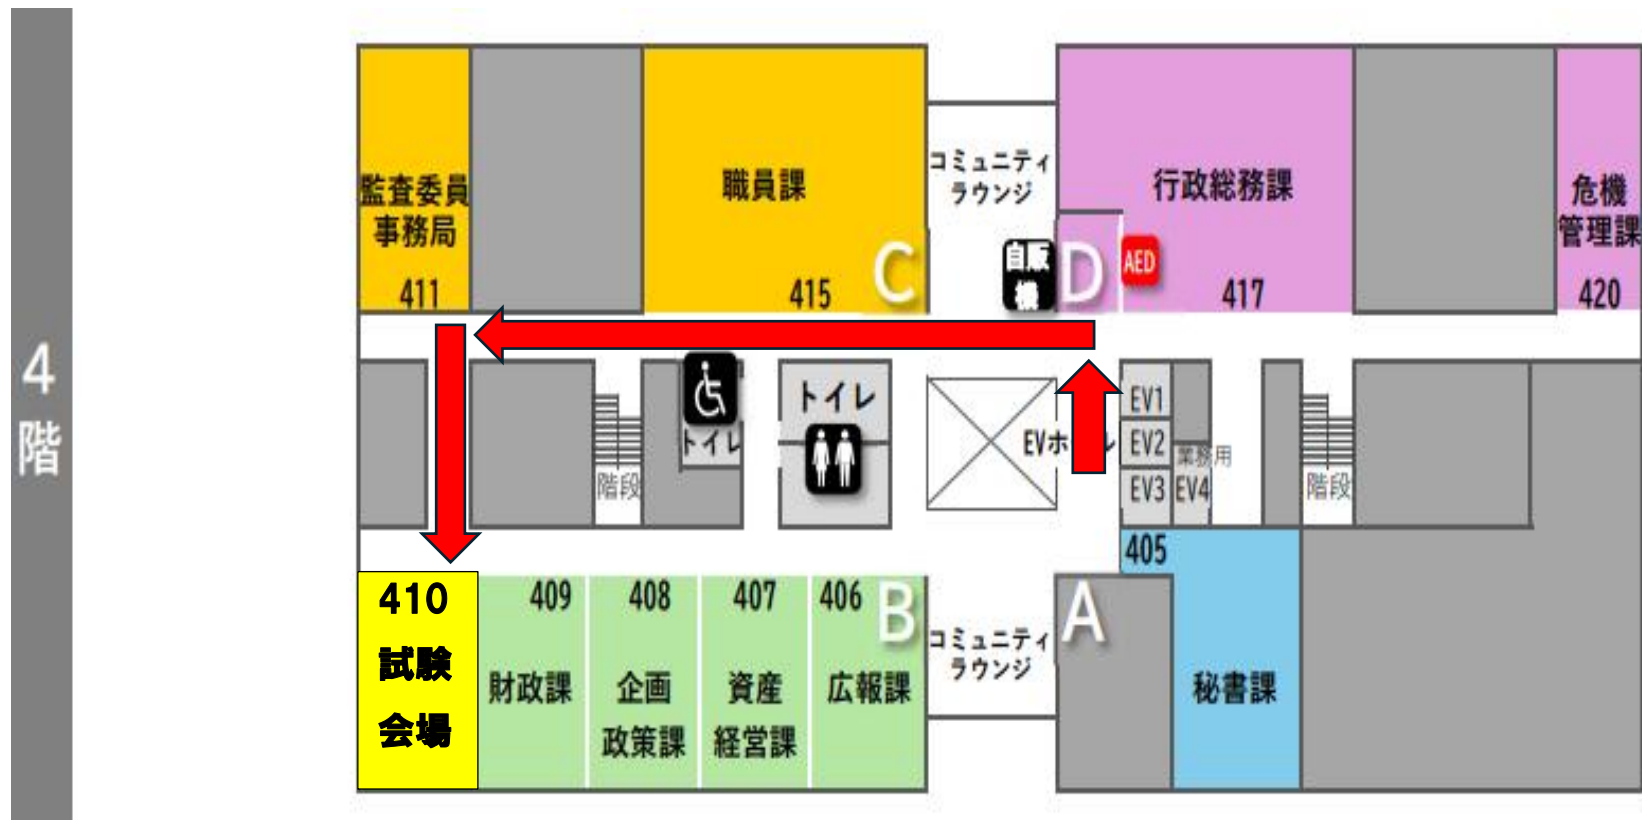 4
階
監査委員
事務局
411
職員課
415
C
コミュニティ
ラウンジ
自販
機
D
AED
行政総務課
417
危機
管理課
420
階段
トイレ
トイレ
EVホール
EV1
EV2
EV3
業務用
EV4
階段
410
試験
会場
409
財政課
408
企画
政策課
407
資産
経営課
406
B
広報課
コミュニティ
ラウンジ
A
405
秘書課